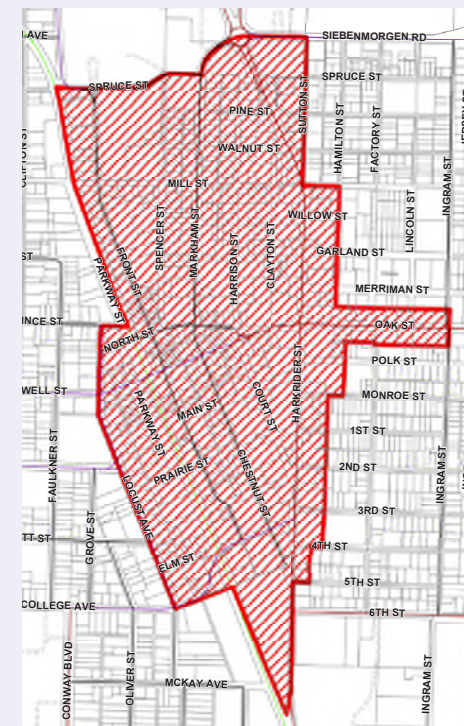 AVE
SIEBENMORGEN RD
SPRUCE ST
SPRUCE ST
PINE ST
SUTTON ST
HAMILTON ST
FACTORY ST
WALNUT ST
CLIFTON ST
INGRAM ST
MILL ST
LINCOLN ST
WILLOW ST
SPENCER ST
MARKHAM ST
HARRISON ST
CLAYTON ST
GARLAND ST
ST
FRONT ST
PARKWAY ST
MERRIMAN ST
INCE ST
OAK ST
NORTH ST
HARKRIDER ST
POLK ST
WELL ST
MONROE ST
PARKWAY ST
MAIN ST
COURT ST
1ST ST
FAULKNER ST
PRAIRIE ST
CHESTNUT ST
2ND ST
INGRAM ST
LOCUST AVE
GROVE ST
3RD ST
TT ST
4TH ST
ELM ST
5TH ST
COLLEGE AVE
6TH ST
CONWAY BLVD
OLIVER ST
MCKAY AVE
INGRAM ST